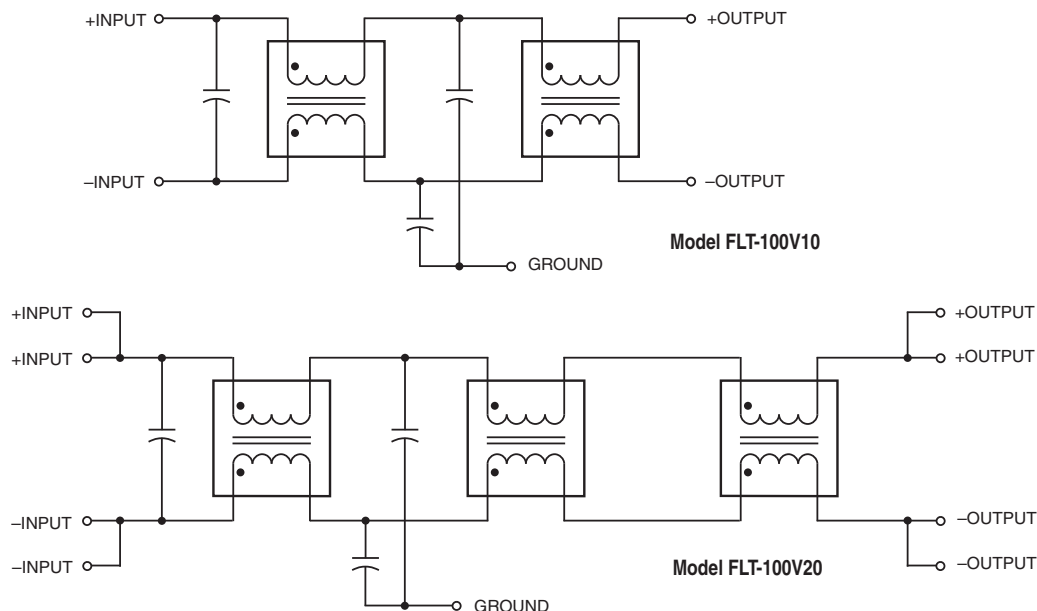 +INPUT
+OUTPUT
–INPUT
–OUTPUT
Model FLT-100V10
GROUND
+INPUT
+OUTPUT
+INPUT
+OUTPUT
–INPUT
–OUTPUT
–INPUT
–OUTPUT
Model FLT-100V20
GROUND